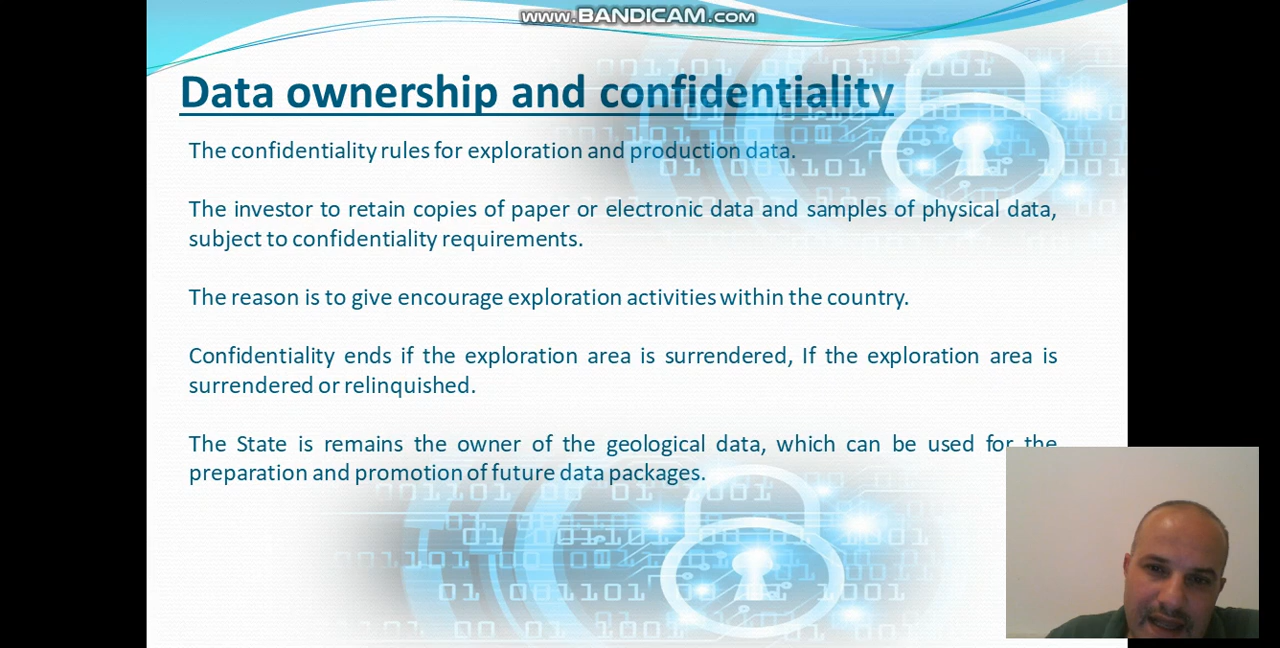 www.BANDICAM.com
Data ownership and confidentiality
The confidentiality rules for exploration and production data.
The investor to retain copies of paper or electronic data and samples of physical data,
subject to confidentiality requirements.
The reason is to give encourage exploration activities within the country.
Confidentiality ends if the exploration area is surrendered, If the exploration area is
surrendered or relinquished.
The State is remains the owner of the geological data, which can be used for the
preparation and promotion of future data packages.